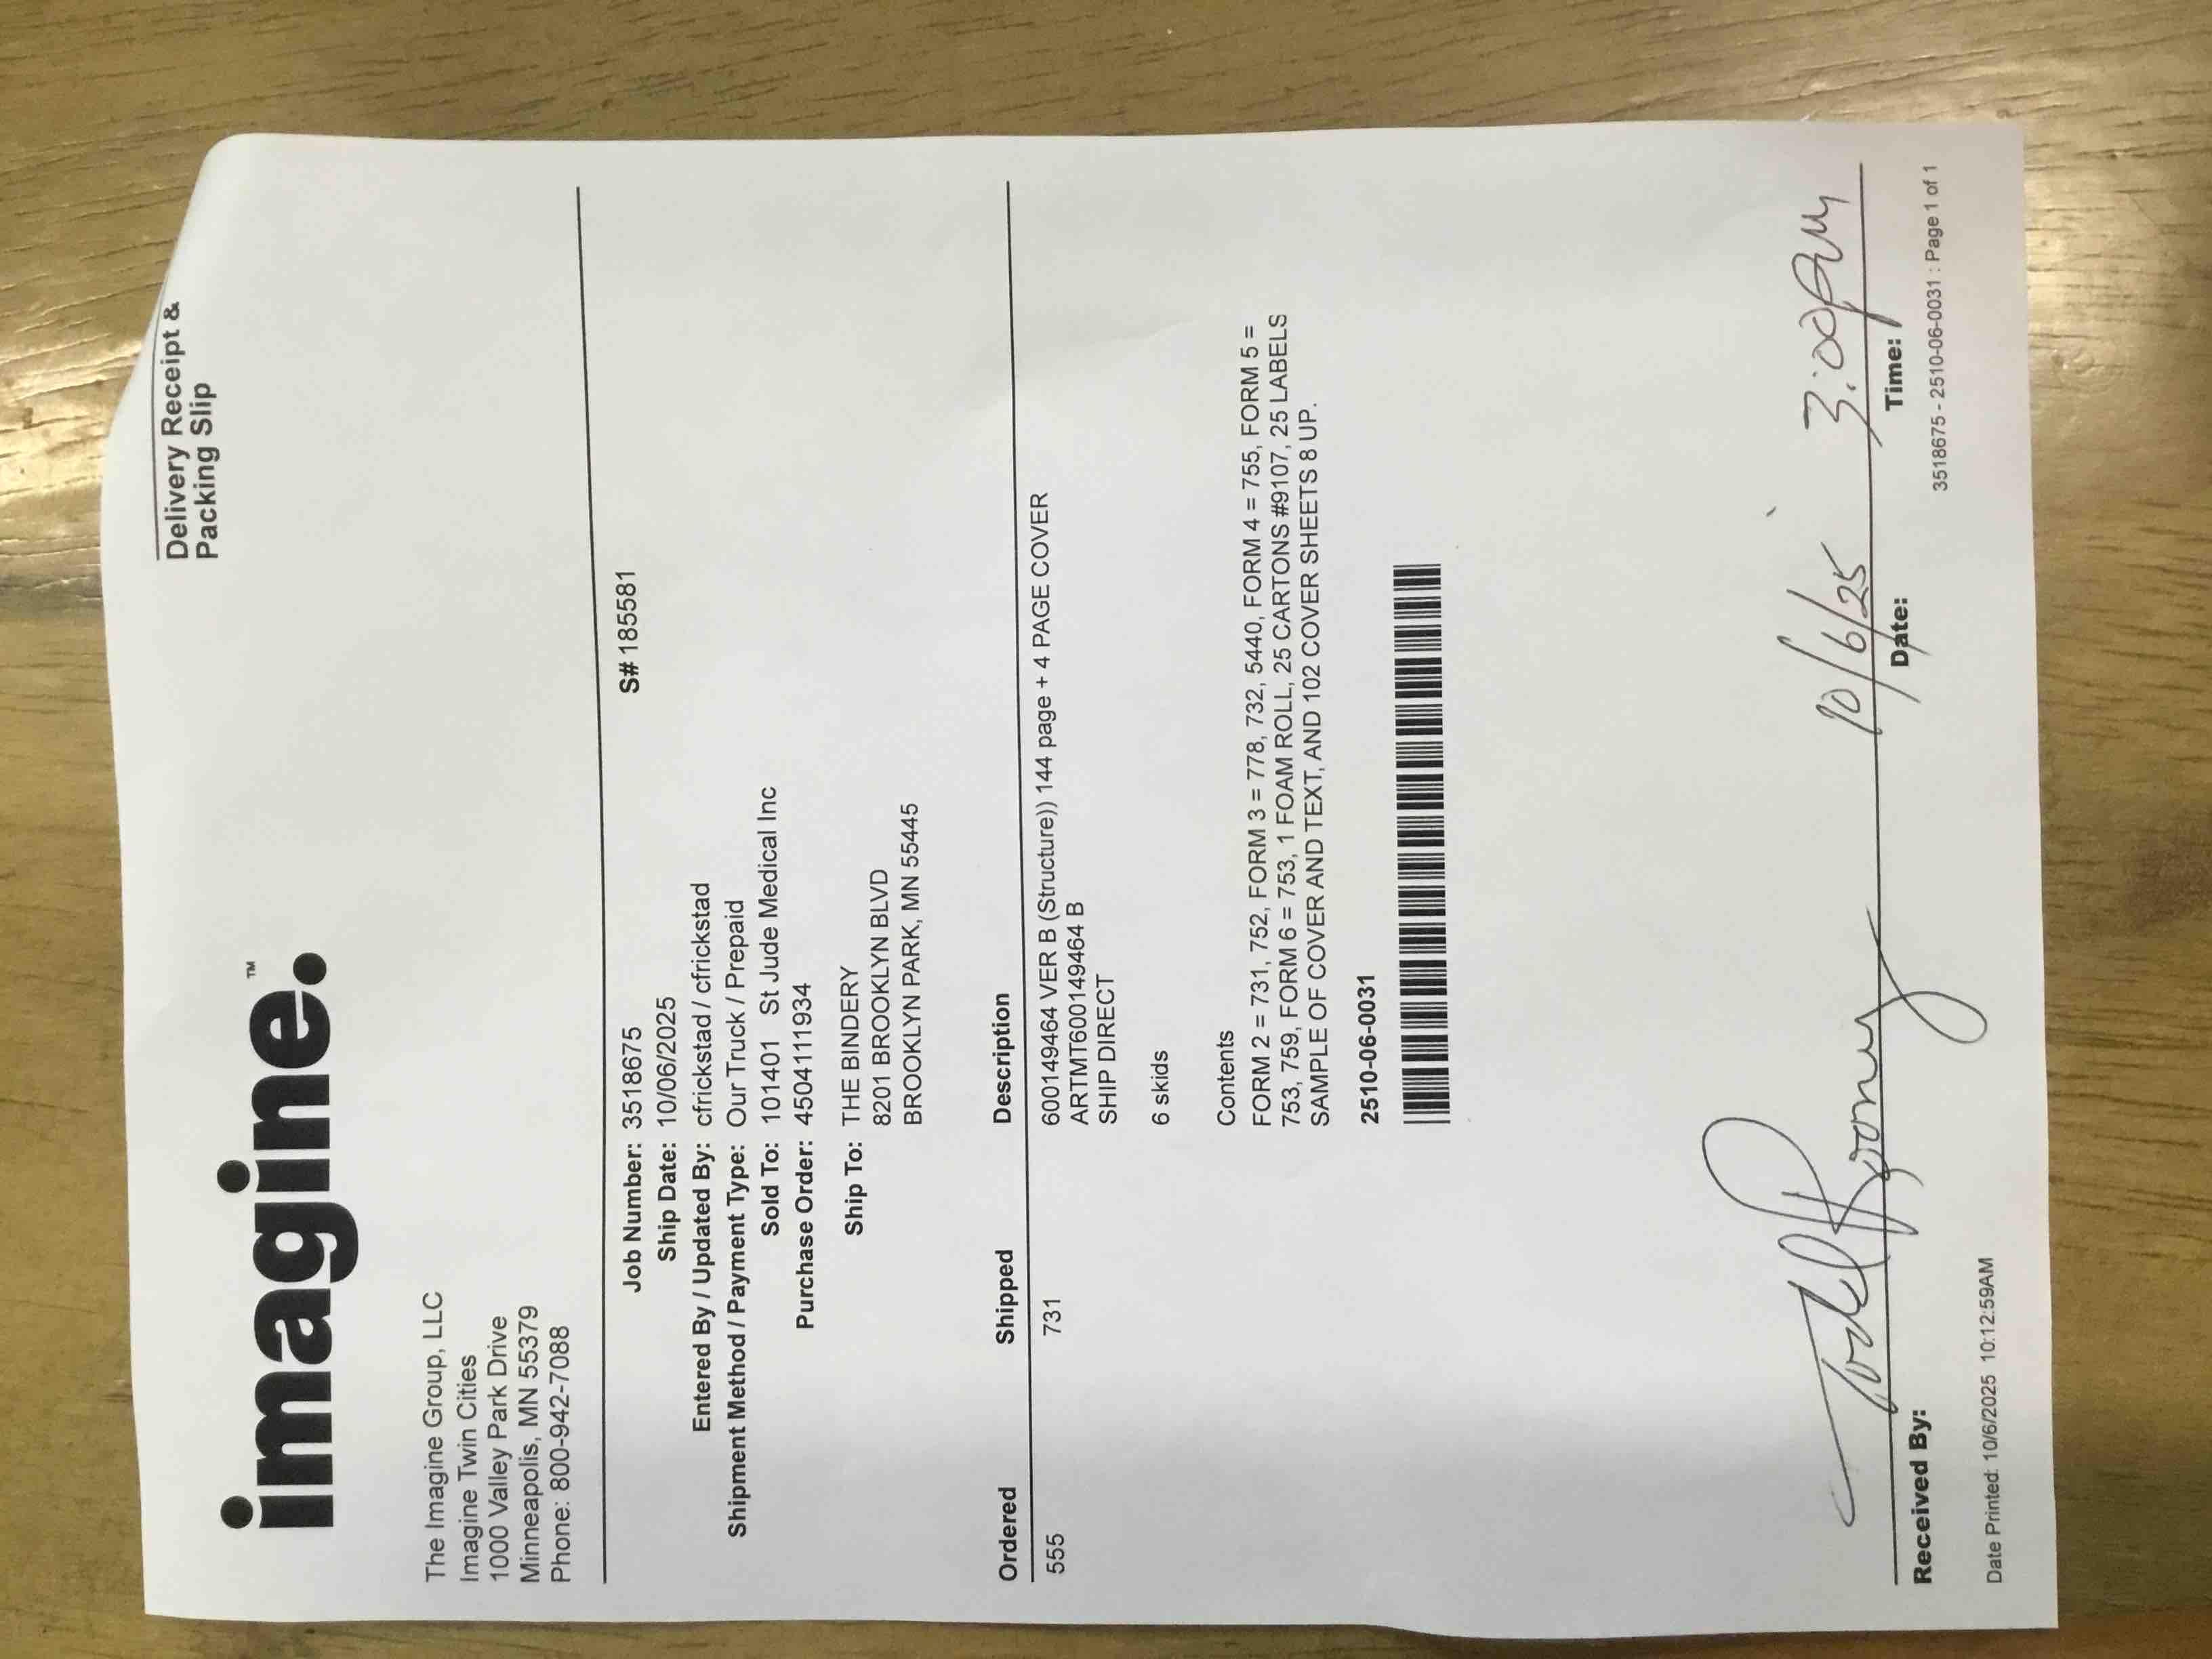 imagine.™
Delivery Receipt &
Packing Slip
The Imagine Group, LLC
Imagine Twin Cities
1000 Valley Park Drive
Minneapolis, MN 55379
Phone: 800-942-7088
Job Number: 3518675 S# 185581
Ship Date: 10/06/2025
Entered By / Updated By: cfrickstad / cfrickstad
Shipment Method / Payment Type: Our Truck / Prepaid
Sold To: 101401 St Jude Medical Inc
Purchase Order: 4504111934
Ship To: THE BINDERY
8201 BROOKLYN BLVD
BROOKLYN PARK, MN 55445
Ordered Shipped Description
555 731 600149464 VER B (Structure)) 144 page + 4 PAGE COVER
ARTMT600149464 B
SHIP DIRECT
6 skids
Contents
FORM 2 = 731, 752, FORM 3 = 778, 732, 5440, FORM 4 = 755, FORM 5 =
753, 759, FORM 6 = 753, 1 FOAM ROLL, 25 CARTONS #9107, 25 LABELS
SAMPLE OF COVER AND TEXT, AND 102 COVER SHEETS 8 UP.
2510-06-0031
Todd 10/6/25 3:00PM
Received By: Date: Time:
Date Printed: 10/6/2025 10:12:59AM 3518675 - 2510-06-0031 : Page 1 of 1